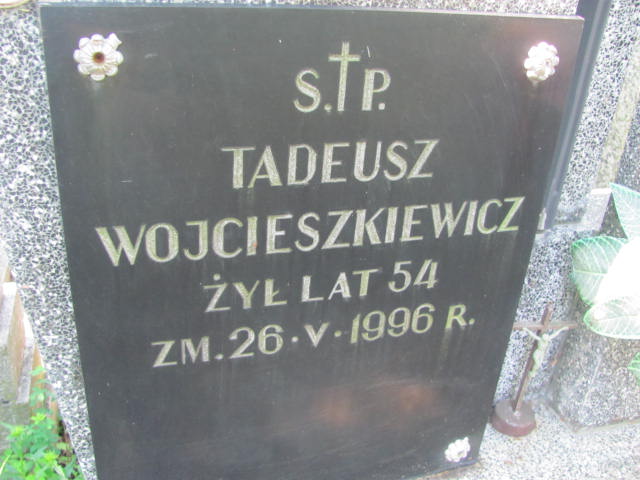 S.†P.
TADEUSZ
WOJCIESZKIEWICZ
ŻYŁ LAT 54
ZM. 26·V·1996 R.